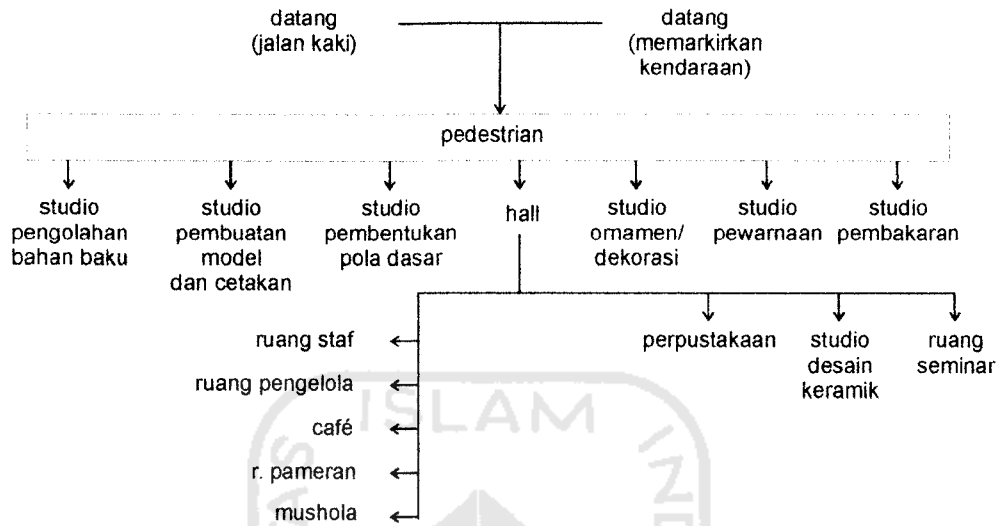 datang
(jalan kaki)
datang
(memarkirkan
kendaraan)
pedestrian
studio
pengolahan
bahan baku
studio
pembuatan
model
dan cetakan
studio
pembentukan
pola dasar
hall
studio
ornamen/
dekorasi
studio
pewarnaan
studio
pembakaran
ruang staf
ruang pengelola
café
r. pameran
mushola
perpustakaan
studio
desain
keramik
ruang
seminar
ISLAM